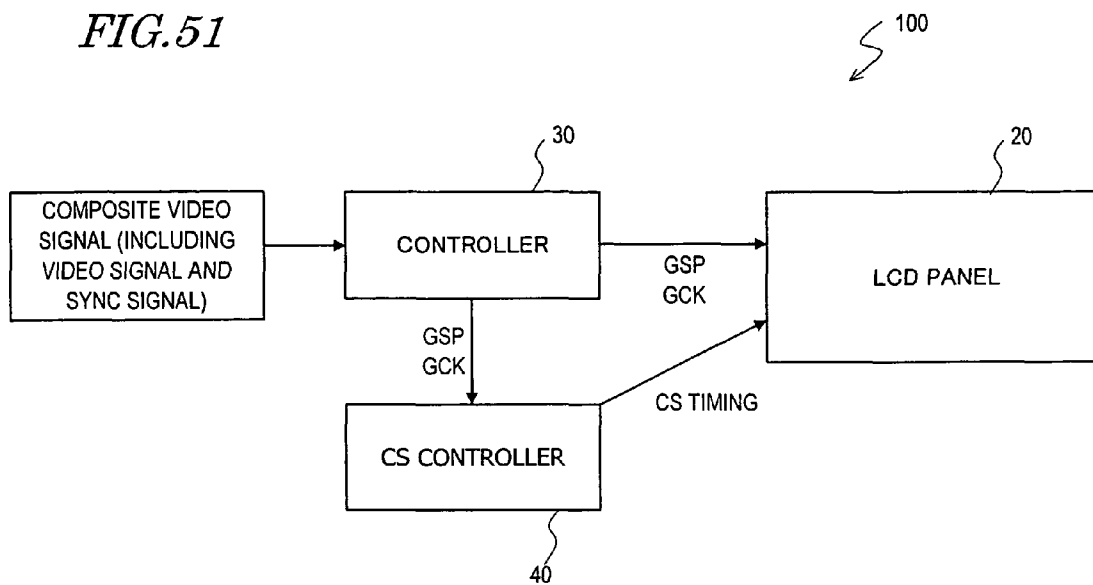 FIG.51
100
30
20
COMPOSITE VIDEO
SIGNAL (INCLUDING
VIDEO SIGNAL AND
SYNC SIGNAL)
CONTROLLER
GSP
GCK
LCD PANEL
GSP
GCK
CS TIMING
CS CONTROLLER
40